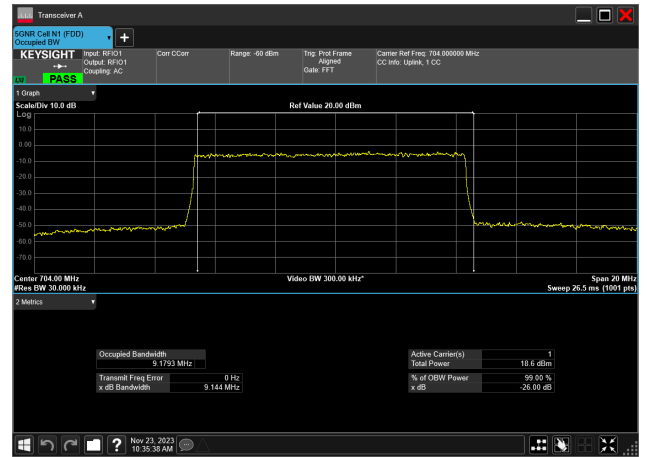 Transceiver A
5GNR Cell N1 (FDD)
Occupied BW
KEYSIGHT
PASS
Input: RFIO1
Output: RFIO1
Coupling: AC
Corr CCorr
Range: -60 dBm
Trig: Prot Frame
Aligned
Gate: FFT
Carrier Ref Freq: 704.000000 MHz
CC Info: Uplink, 1 CC
1 Graph
Scale/Div 10.0 dB
Ref Value 20.00 dBm
Log
10.0
0.00
-10.0
-20.0
-30.0
-40.0
-50.0
-60.0
-70.0
Center 704.00 MHz
Video BW 300.00 kHz*
Span 20 MHz
#Res BW 30.000 kHz
Sweep 26.5 ms (1001 pts)
2 Metrics
Occupied Bandwidth
9.1793 MHz
Transmit Freq Error 0 Hz
x dB Bandwidth 9.144 MHz
Active Carrier(s) 1
Total Power 18.6 dBm
% of OBW Power 99.00 %
x dB -26.00 dB
?
Nov 23, 2023
10:35:38 AM